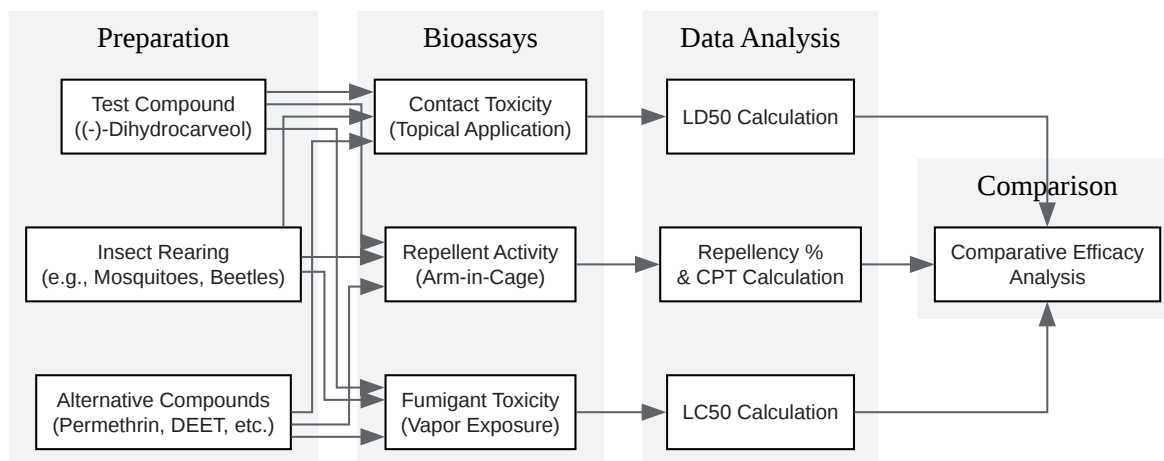 Preparation
Test Compound
((-)-Dihydrocarveol)
Insect Rearing
(e.g., Mosquitoes, Beetles)
Alternative Compounds
(Permethrin, DEET, etc.)
Bioassays
Contact Toxicity
(Topical Application)
Repellent Activity
(Arm-in-Cage)
Fumigant Toxicity
(Vapor Exposure)
Data Analysis
LD50 Calculation
Repellency %
& CPT Calculation
LC50 Calculation
Comparison
Comparative Efficacy
Analysis